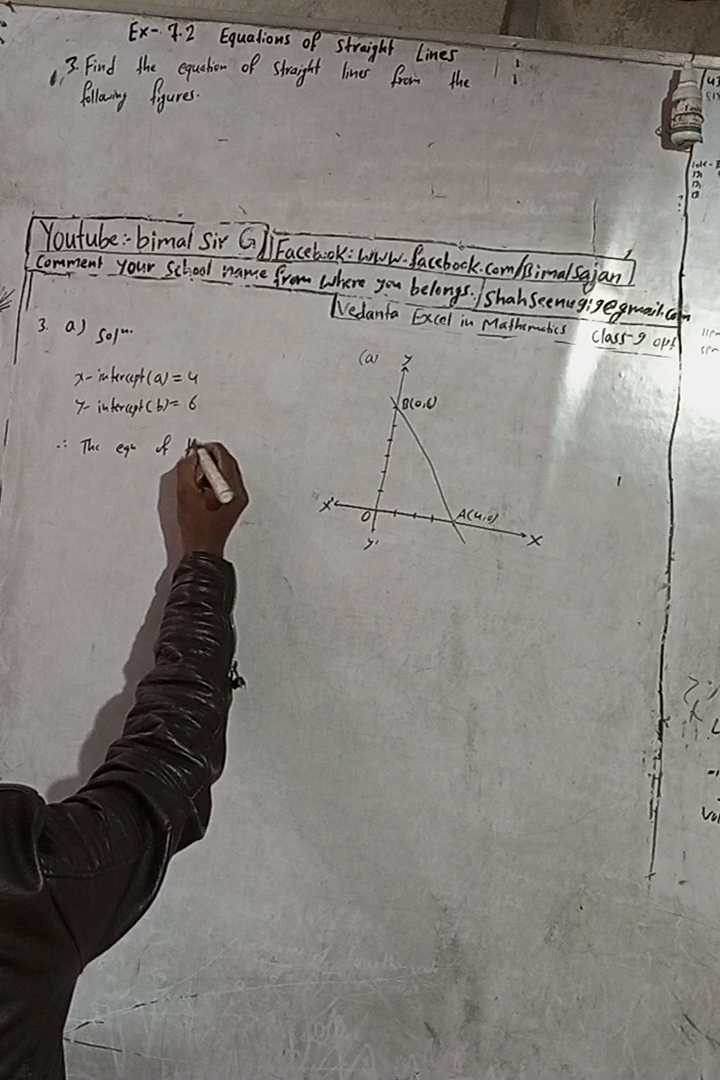 Ex-7.2 Equations of Straight Lines
3. Find the equation of straight lines from the
following figures.
Youtube:- bimal Sir G
Facebook: www.facebook.com/BimalSajan
Comment your School name from where you belongs.
Vedanta Excel in Mathematics Class-9 opt
3. a) Soln.
x-intercept(a) = 4
y-intercept(b) = 6
∴ The eqn of
(a)
y
B(0,6)
X'
O
A(4,0)
X
y'